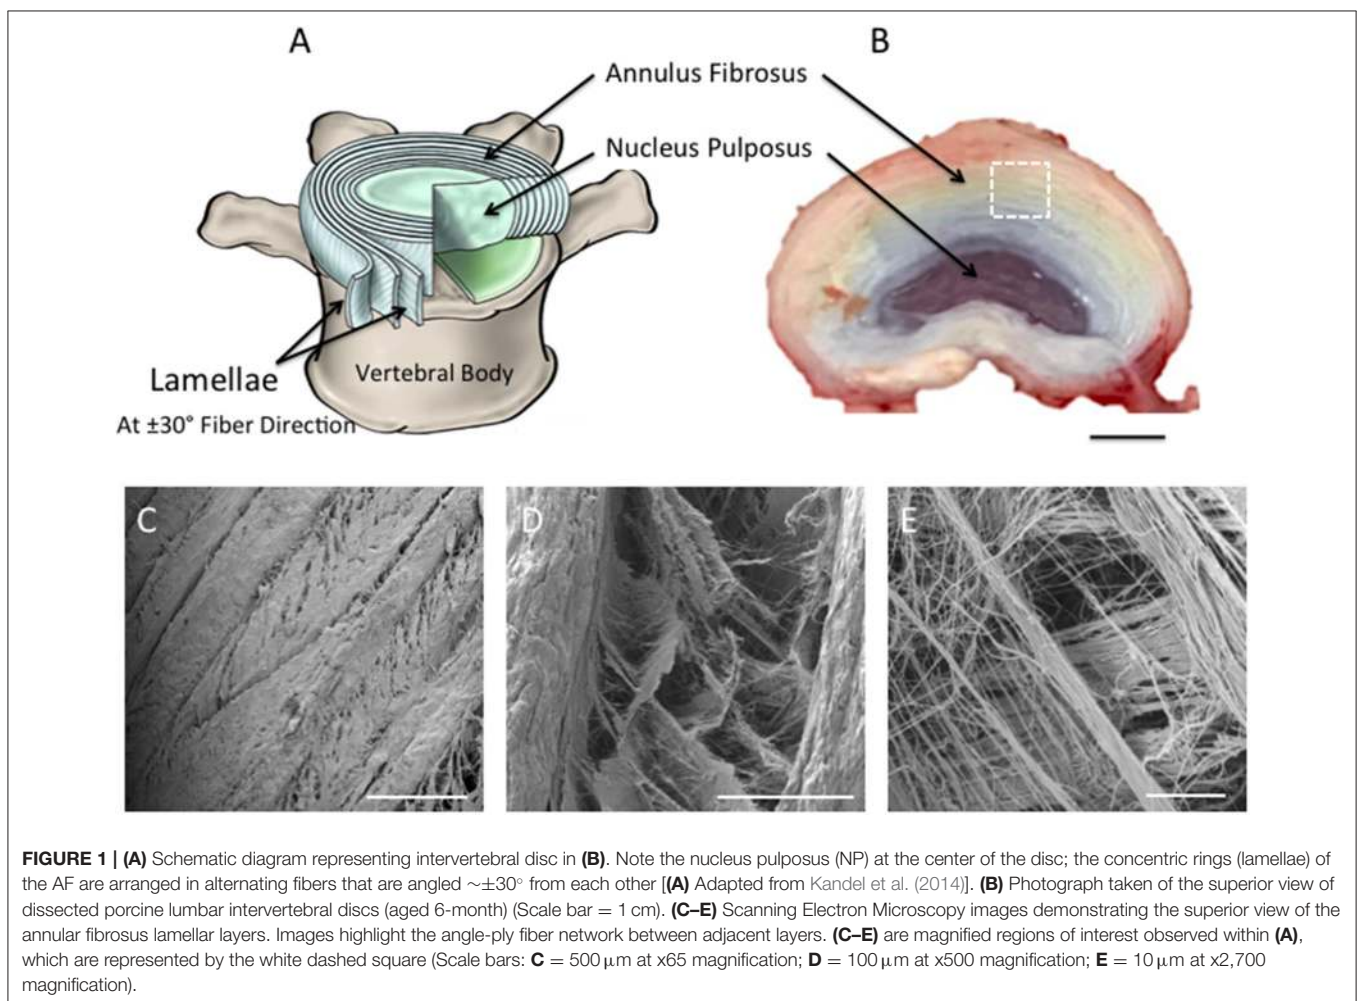 A
B
Annulus Fibrosus
Nucleus Pulposus
Lamellae
At ±30° Fiber Direction
Vertebral Body
C
D
E
FIGURE 1 | (A) Schematic diagram representing intervertebral disc in (B). Note the nucleus pulposus (NP) at the center of the disc; the concentric rings (lamellae) of
the AF are arranged in alternating fibers that are angled ∼±30° from each other [(A) Adapted from Kandel et al. (2014)]. (B) Photograph taken of the superior view of
dissected porcine lumbar intervertebral discs (aged 6-month) (Scale bar = 1 cm). (C–E) Scanning Electron Microscopy images demonstrating the superior view of the
annular fibrosus lamellar layers. Images highlight the angle-ply fiber network between adjacent layers. (C–E) are magnified regions of interest observed within (A),
which are represented by the white dashed square (Scale bars: C = 500 μm at x65 magnification; D = 100 μm at x500 magnification; E = 10 μm at x2,700
magnification).